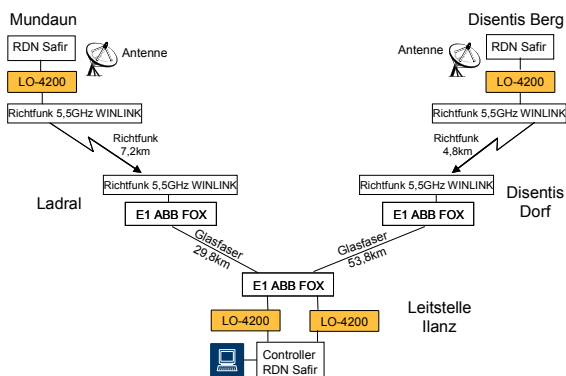 Mundaun
RDN Safir
Antenne
LO-4200
Richtfunk 5,5GHz WINLINK
Richtfunk
7,2km
Disentis Berg
Antenne
RDN Safir
LO-4200
Richtfunk 5,5GHz WINLINK
Richtfunk
4,8km
Ladral
Richtfunk 5,5GHz WINLINK
E1 ABB FOX
Richtfunk 5,5GHz WINLINK
E1 ABB FOX
Disentis
Dorf
Glasfaser
29,8km
Glasfaser
53,8km
E1 ABB FOX
LO-4200
LO-4200
Leitstelle
Ilanz
Controller
RDN Safir